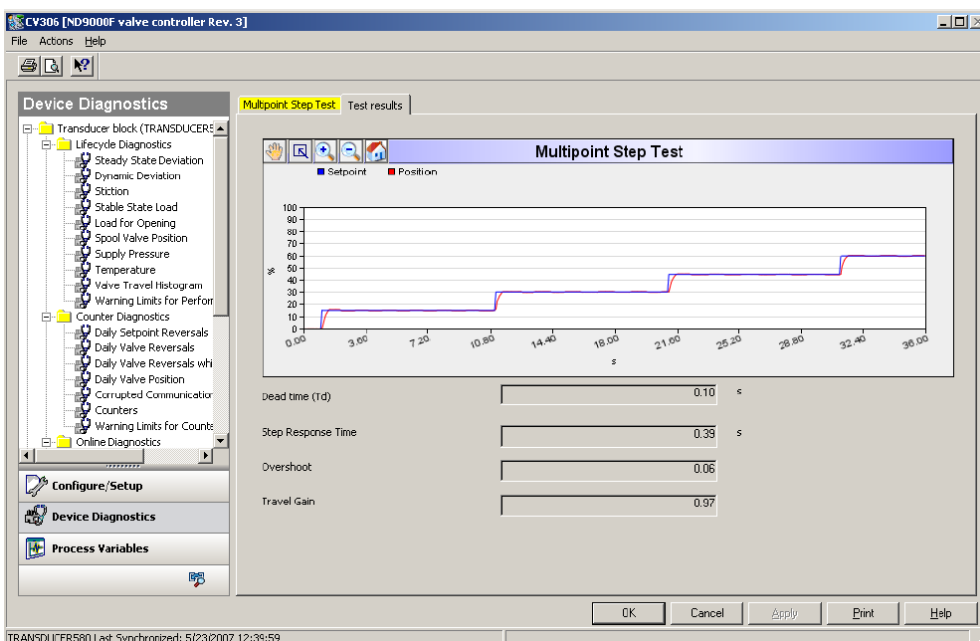 CV306 [ND9000F valve controller Rev. 3]
File Actions Help
Device Diagnostics
Transducer block (TRANSDUCER5
Lifecycle Diagnostics
Steady State Deviation
Dynamic Deviation
Stiction
Stable State Load
Load for Opening
Spool Valve Position
Supply Pressure
Temperature
Valve Travel Histogram
Warning Limits for Perfor
Counter Diagnostics
Daily Setpoint Reversals
Daily Valve Reversals
Daily Valve Reversals whi
Daily Valve Position
Corrupted Communication
Counters
Warning Limits for Counte
Online Diagnostics
Configure/Setup
Device Diagnostics
Process Variables
Multipoint Step Test Test results
Multipoint Step Test
Setpoint Position
100
90
80
70
60
50
40
30
20
10
0
%
0.00 3.60 7.20 10.80 14.40 18.00 21.60 25.20 28.80 32.40 36.00
s
Dead time (Td) 0.10 s
Step Response Time 0.39 s
Overshoot 0.06
Travel Gain 0.97
OK Cancel Apply Print Help
TRANSDUCER580 Last Synchronized: 5/23/2007 12:39:59